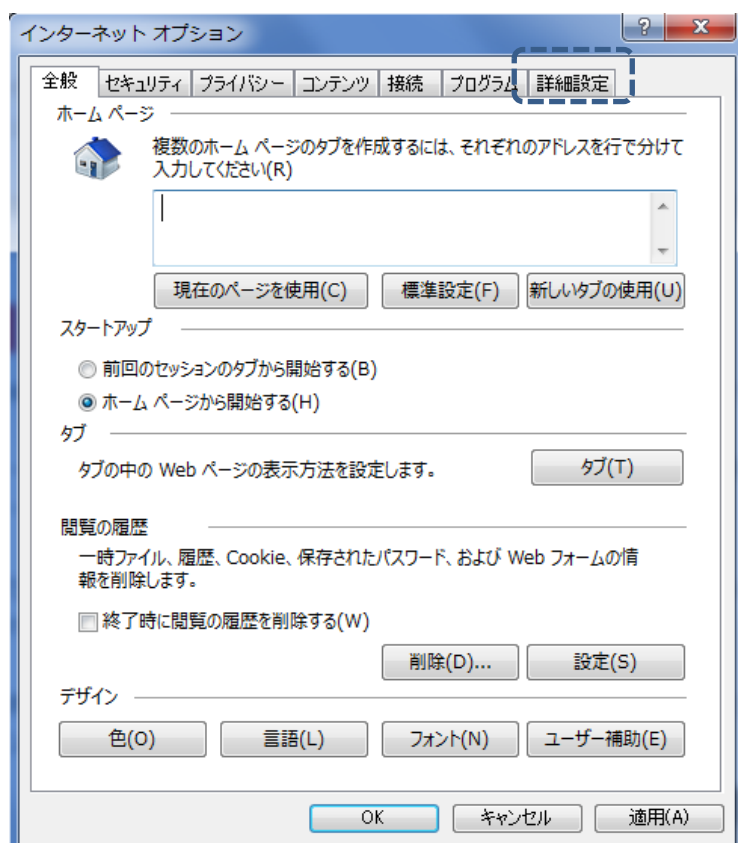 インターネット オプション
全般 セキュリティ プライバシー コンテンツ 接続 プログラム 詳細設定
ホーム ページ
複数のホーム ページのタブを作成するには、それぞれのアドレスを行で分けて
入力してください(R)
現在のページを使用(C) 標準設定(F) 新しいタブの使用(U)
スタートアップ
前回のセッションのタブから開始する(B)
ホーム ページから開始する(H)
タブ
タブの中の Web ページの表示方法を設定します。 タブ(T)
閲覧の履歴
一時ファイル、履歴、Cookie、保存されたパスワード、および Web フォームの情
報を削除します。
終了時に閲覧の履歴を削除する(W)
削除(D)... 設定(S)
デザイン
色(O) 言語(L) フォント(N) ユーザー補助(E)
OK キャンセル 適用(A)